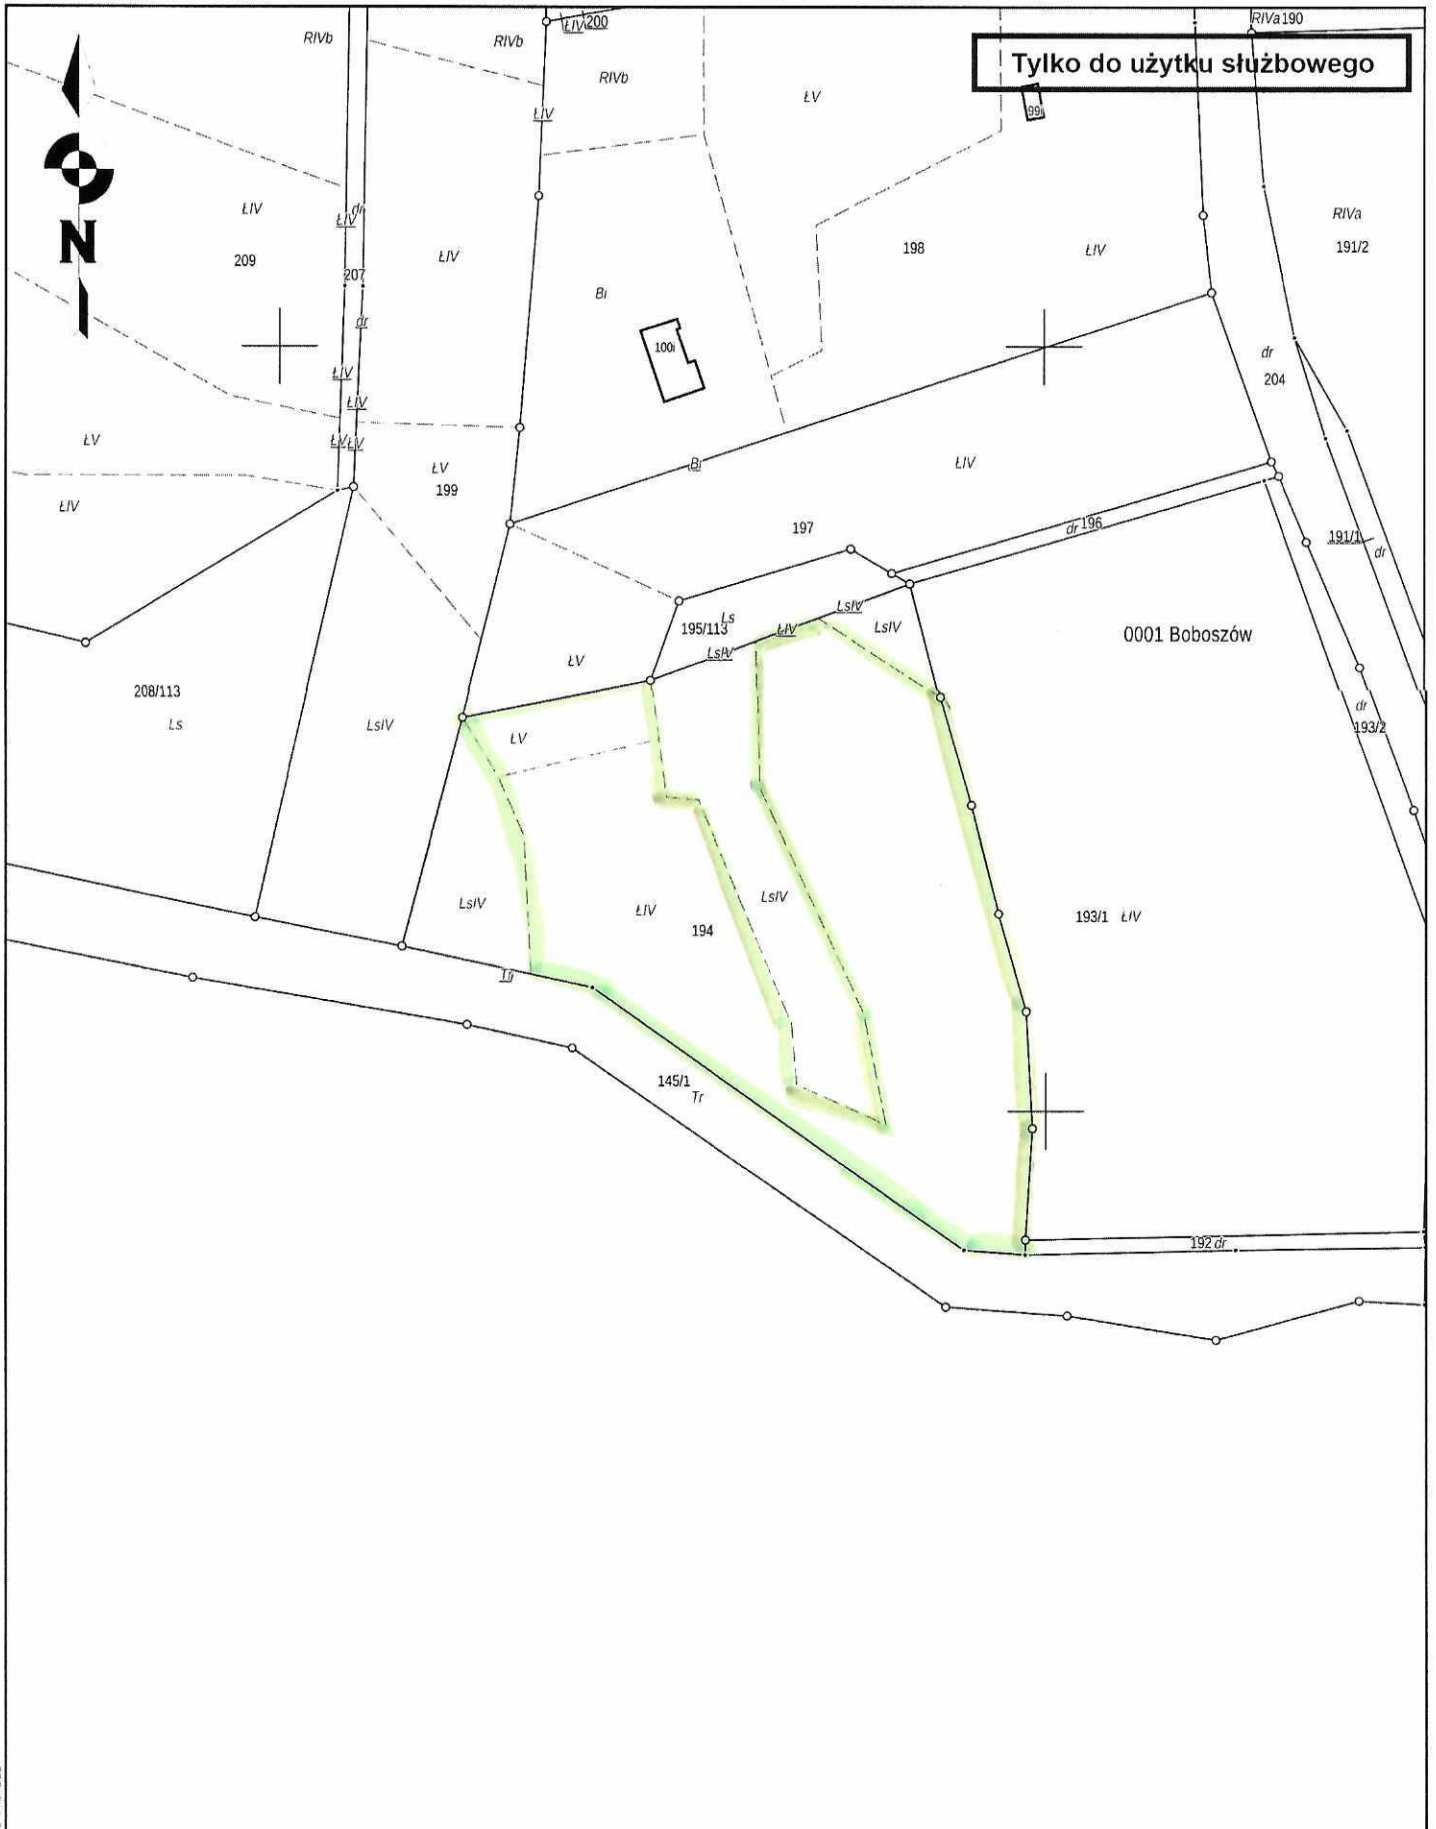 RIVb
RIVb
ŁIV 200
RIVa 190
Tylko do użytku służbowego
RIVb
ŁV
99i
ŁIV
N
ŁIV
dr
ŁIV
RIVa
209
207
ŁIV
198
ŁIV
191/2
Bi
dr
100i
dr
204
ŁIV
ŁIV
ŁV
ŁV ŁV
ŁV
199
Bi
ŁIV
ŁIV
197
dr 196
191/1
dr
LsIV
Ls
195/113
ŁIV
LsIV
0001 Boboszów
LsIV
ŁV
208/113
Ls
LsIV
ŁV
dr
193/2
LsIV
LsIV
ŁIV
194
193/1 ŁIV
Tr
145/1
Tr
192 dr